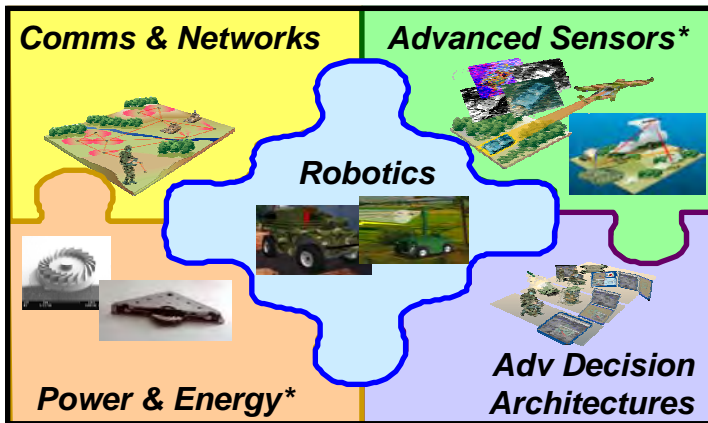 Comms & Networks
Advanced Sensors*
Robotics
Power & Energy*
Adv Decision
Architectures